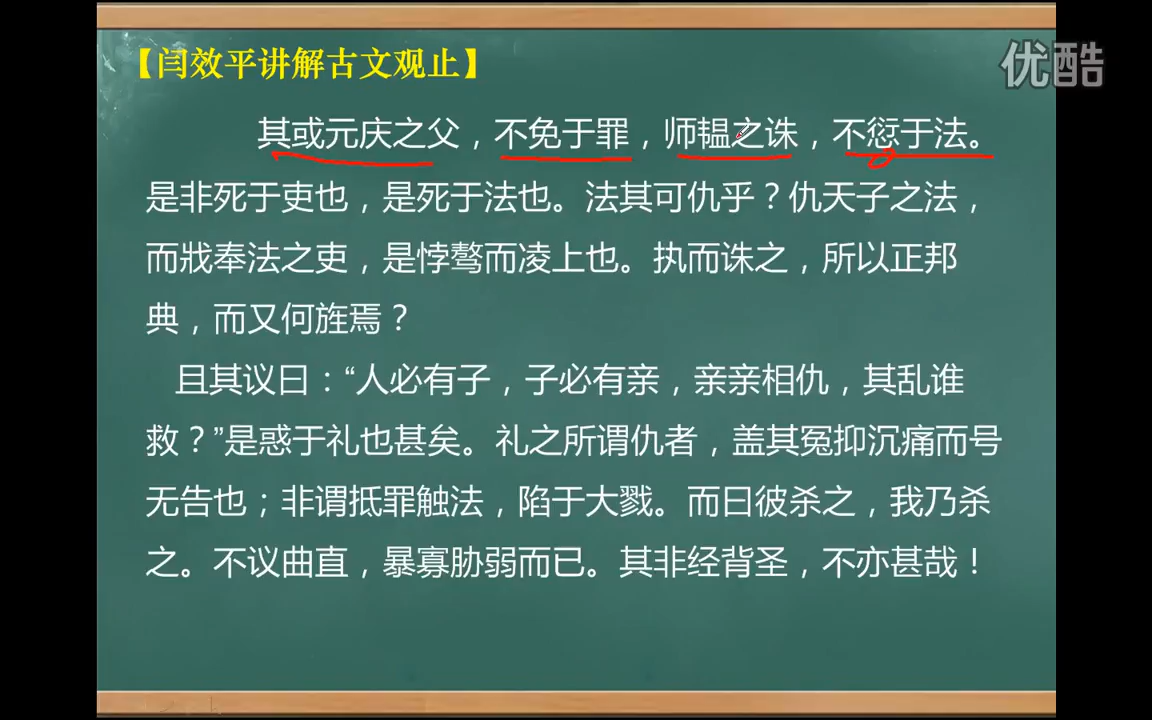 【闫效平讲解古文观止】
优酷
其或元庆之父，不免于罪，师韫之诛，不愆于法。
是非死于吏也，是死于法也。法其可仇乎？仇天子之法，
而戕奉法之吏，是悖骜而凌上也。执而诛之，所以正邦
典，而又何旌焉？
且其议曰：“人必有子，子必有亲，亲亲相仇，其乱谁
救？”是惑于礼也甚矣。礼之所谓仇者，盖其冤抑沉痛而号
无告也；非谓抵罪触法，陷于大戮。而曰彼杀之，我乃杀
之。不议曲直，暴寡胁弱而已。其非经背圣，不亦甚哉！